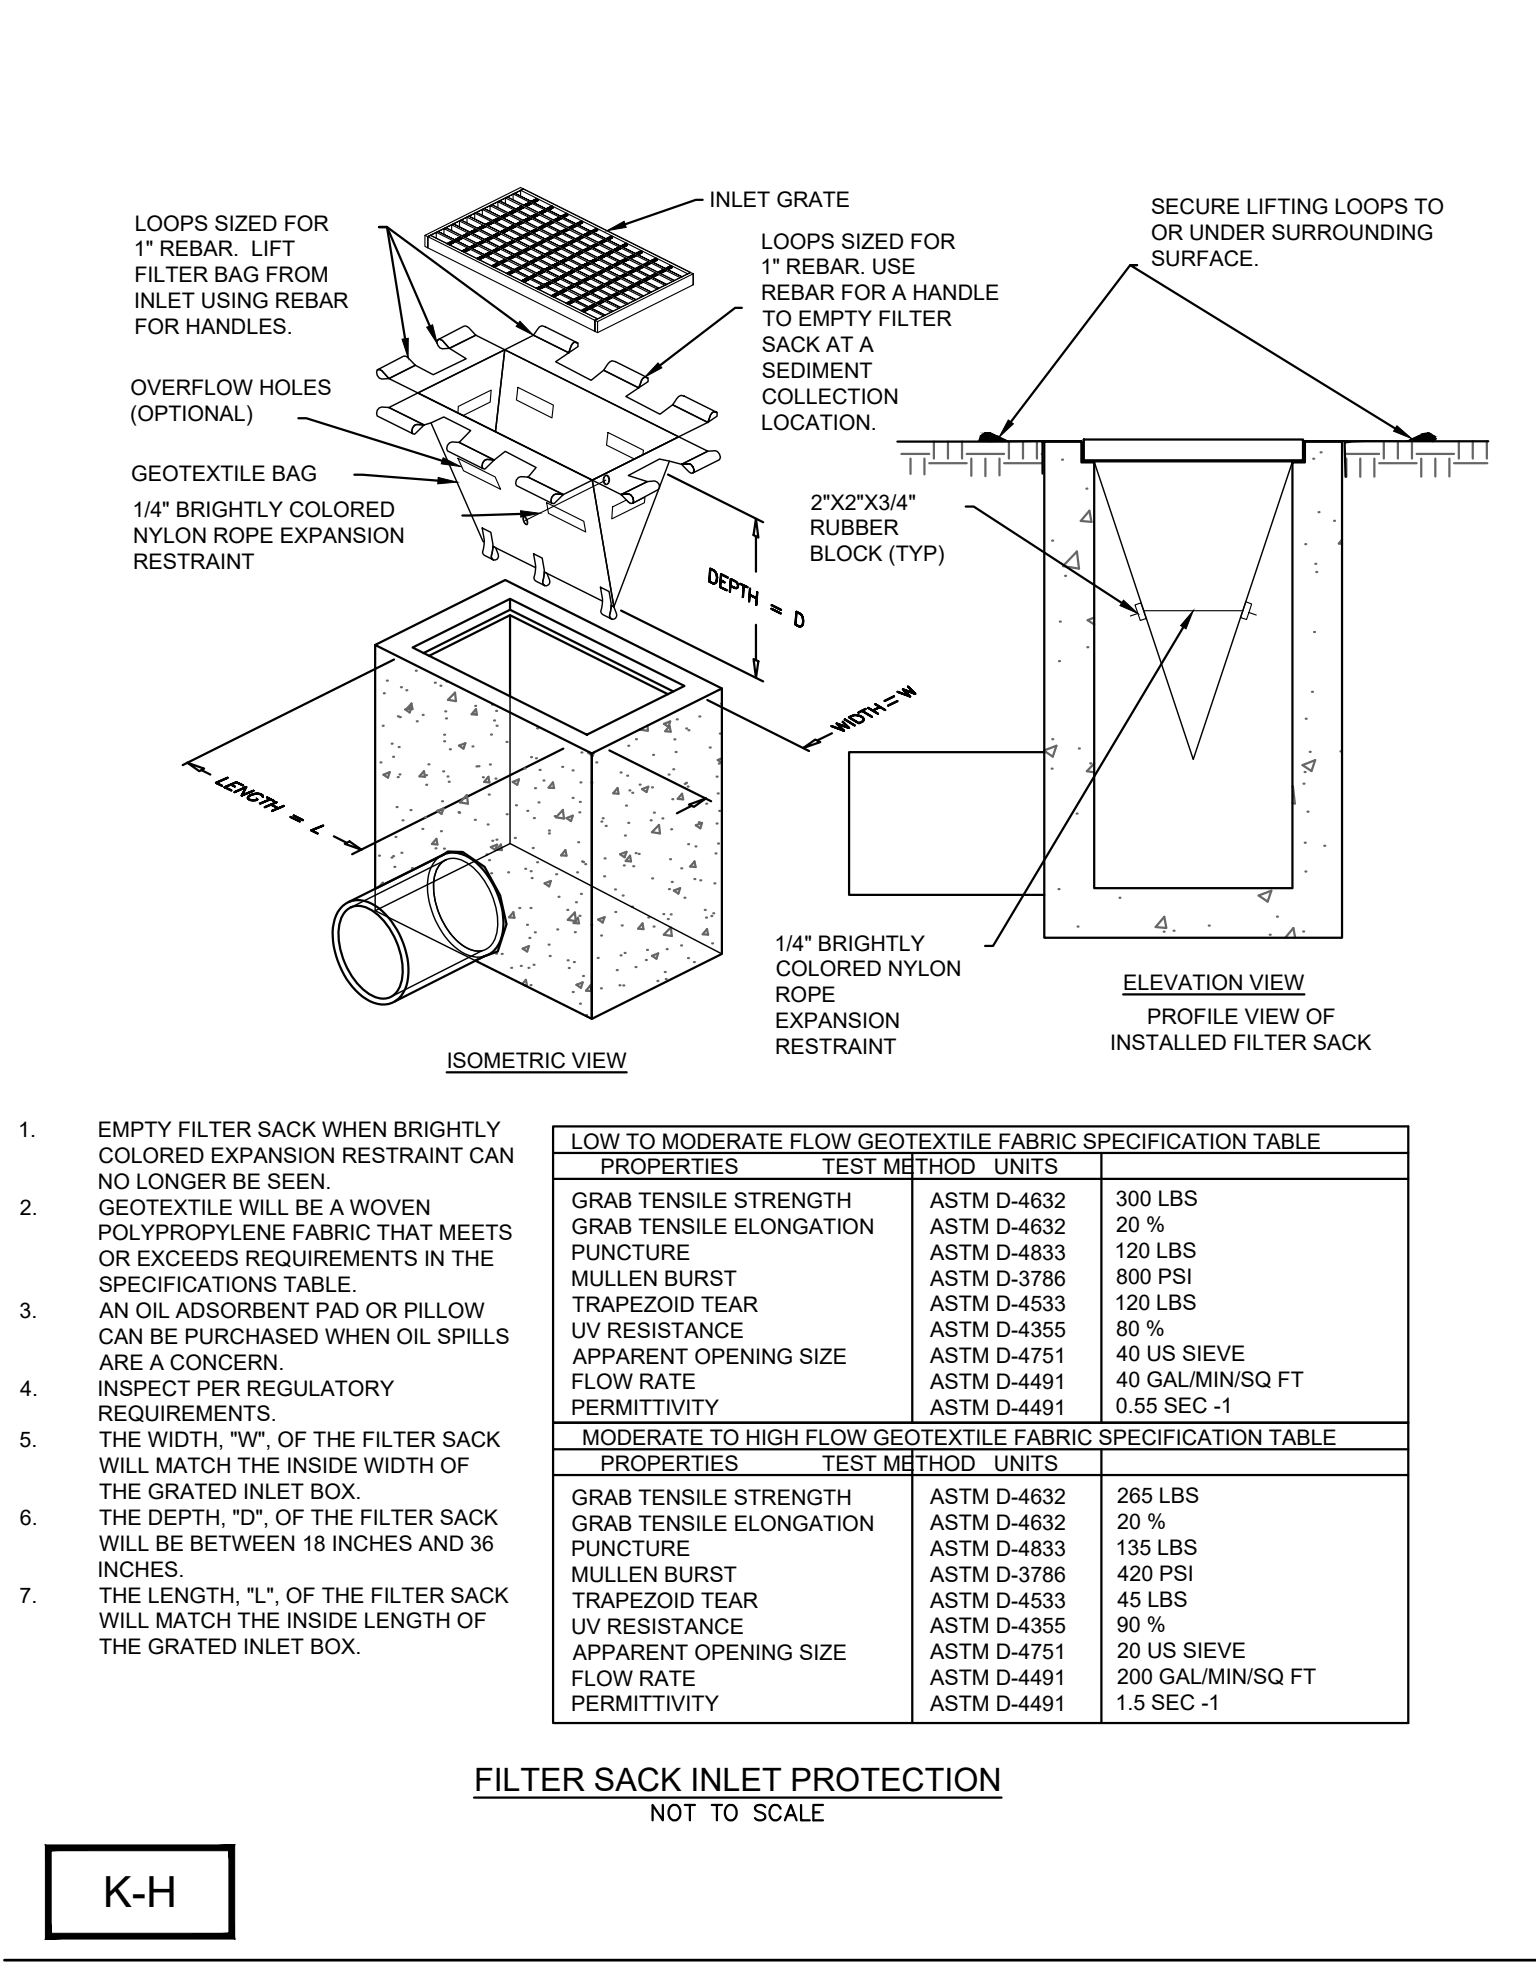 INLET GRATE
LOOPS SIZED FOR
1" REBAR. LIFT
FILTER BAG FROM
INLET USING REBAR
FOR HANDLES.
LOOPS SIZED FOR
1" REBAR. USE
REBAR FOR A HANDLE
TO EMPTY FILTER
SACK AT A
SEDIMENT
COLLECTION
LOCATION.
SECURE LIFTING LOOPS TO
OR UNDER SURROUNDING
SURFACE.
OVERFLOW HOLES
(OPTIONAL)
GEOTEXTILE BAG
1/4" BRIGHTLY COLORED
NYLON ROPE EXPANSION
RESTRAINT
2"X2"X3/4"
RUBBER
BLOCK (TYP)
DEPTH = D
WIDTH = W
LENGTH = L
1/4" BRIGHTLY
COLORED NYLON
ROPE
EXPANSION
RESTRAINT
ELEVATION VIEW
PROFILE VIEW OF
INSTALLED FILTER SACK
ISOMETRIC VIEW
1. EMPTY FILTER SACK WHEN BRIGHTLY
COLORED EXPANSION RESTRAINT CAN
NO LONGER BE SEEN.
2. GEOTEXTILE WILL BE A WOVEN
POLYPROPYLENE FABRIC THAT MEETS
OR EXCEEDS REQUIREMENTS IN THE
SPECIFICATIONS TABLE.
3. AN OIL ADSORBENT PAD OR PILLOW
CAN BE PURCHASED WHEN OIL SPILLS
ARE A CONCERN.
4. INSPECT PER REGULATORY
REQUIREMENTS.
5. THE WIDTH, "W", OF THE FILTER SACK
WILL MATCH THE INSIDE WIDTH OF
THE GRATED INLET BOX.
6. THE DEPTH, "D", OF THE FILTER SACK
WILL BE BETWEEN 18 INCHES AND 36
INCHES.
7. THE LENGTH, "L", OF THE FILTER SACK
WILL MATCH THE INSIDE LENGTH OF
THE GRATED INLET BOX.
LOW TO MODERATE FLOW GEOTEXTILE FABRIC SPECIFICATION TABLE
PROPERTIES TEST METHOD UNITS
GRAB TENSILE STRENGTH ASTM D-4632 300 LBS
GRAB TENSILE ELONGATION ASTM D-4632 20 %
PUNCTURE ASTM D-4833 120 LBS
MULLEN BURST ASTM D-3786 800 PSI
TRAPEZOID TEAR ASTM D-4533 120 LBS
UV RESISTANCE ASTM D-4355 80 %
APPARENT OPENING SIZE ASTM D-4751 40 US SIEVE
FLOW RATE ASTM D-4491 40 GAL/MIN/SQ FT
PERMITTIVITY ASTM D-4491 0.55 SEC -1
MODERATE TO HIGH FLOW GEOTEXTILE FABRIC SPECIFICATION TABLE
PROPERTIES TEST METHOD UNITS
GRAB TENSILE STRENGTH ASTM D-4632 265 LBS
GRAB TENSILE ELONGATION ASTM D-4632 20 %
PUNCTURE ASTM D-4833 135 LBS
MULLEN BURST ASTM D-3786 420 PSI
TRAPEZOID TEAR ASTM D-4533 45 LBS
UV RESISTANCE ASTM D-4355 90 %
APPARENT OPENING SIZE ASTM D-4751 20 US SIEVE
FLOW RATE ASTM D-4491 200 GAL/MIN/SQ FT
PERMITTIVITY ASTM D-4491 1.5 SEC -1
FILTER SACK INLET PROTECTION
NOT TO SCALE
K-H